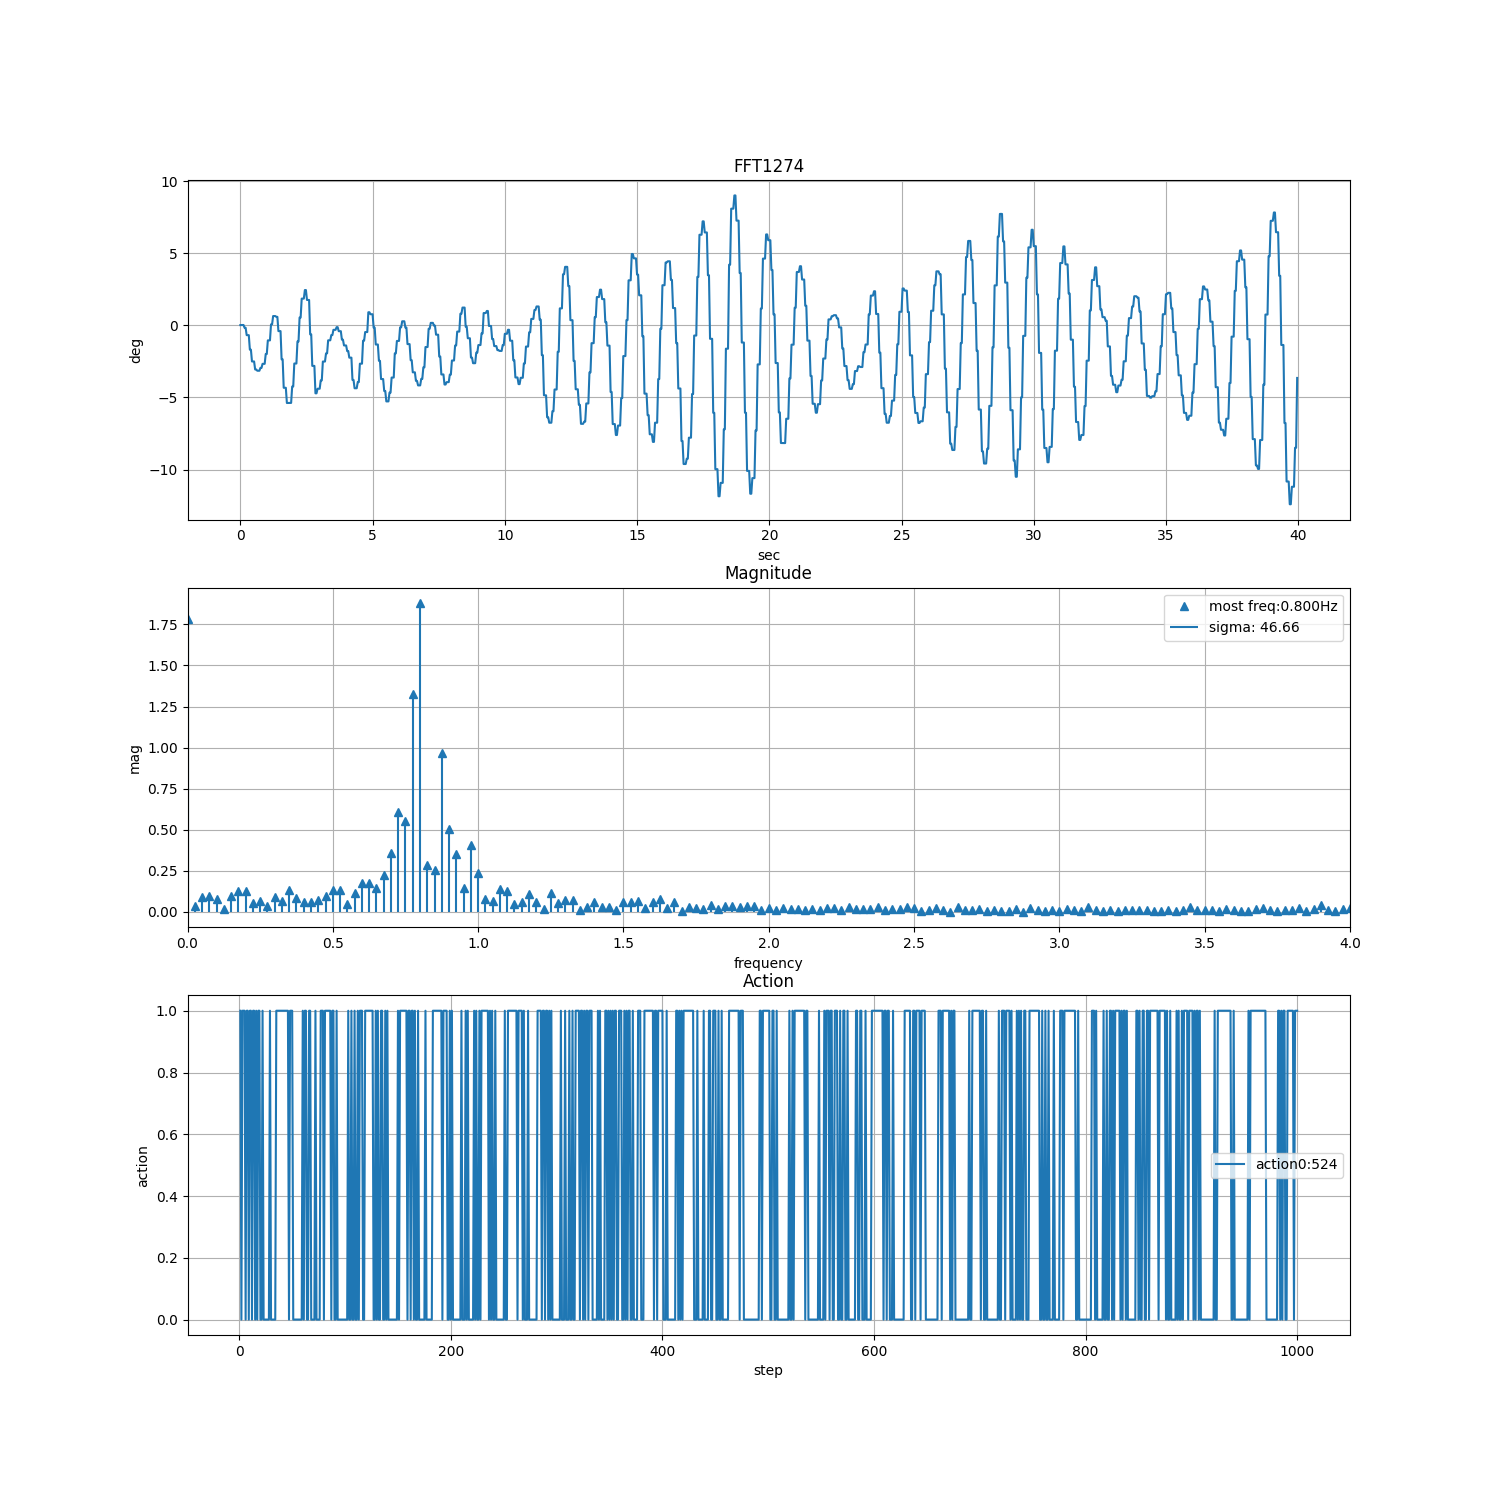 FFT1274
10
5
0
−5
−10
deg
0 5 10 15 20 25 30 35 40
sec
Magnitude
most freq:0.800Hz
sigma: 46.66
1.75
1.50
1.25
1.00
0.75
0.50
0.25
0.00
mag
0.0 0.5 1.0 1.5 2.0 2.5 3.0 3.5 4.0
frequency
Action
1.0
0.8
0.6
0.4
0.2
0.0
action
action0:524
0 200 400 600 800 1000
step